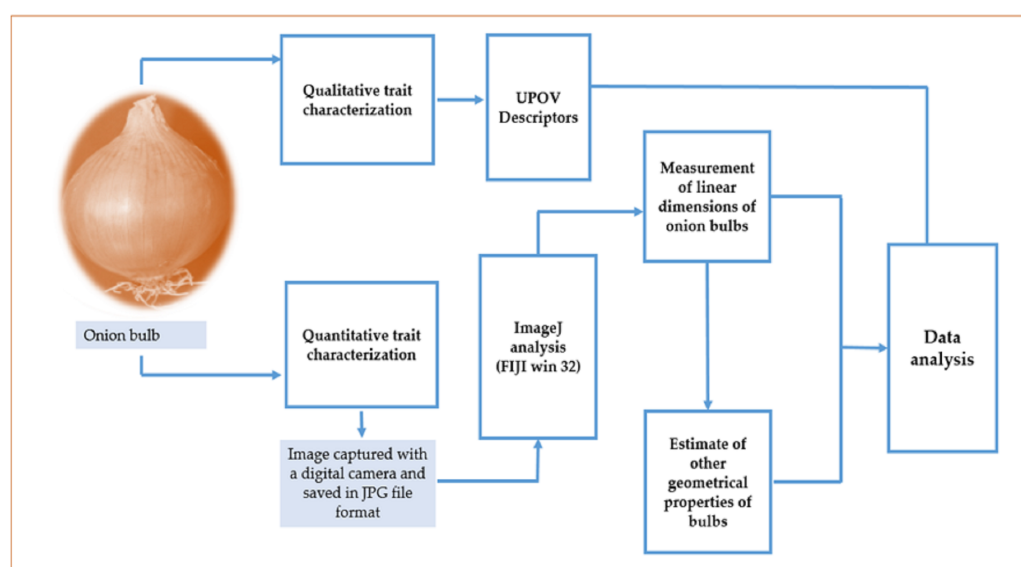 Qualitative trait
characterization
UPOV
Descriptors
Onion bulb
Quantitative trait
characterization
Image captured with
a digital camera and
saved in JPG file
format
ImageJ
analysis
(FIJI win 32)
Measurement
of linear
dimensions of
onion bulbs
Estimate of
other
geometrical
properties of
bulbs
Data
analysis